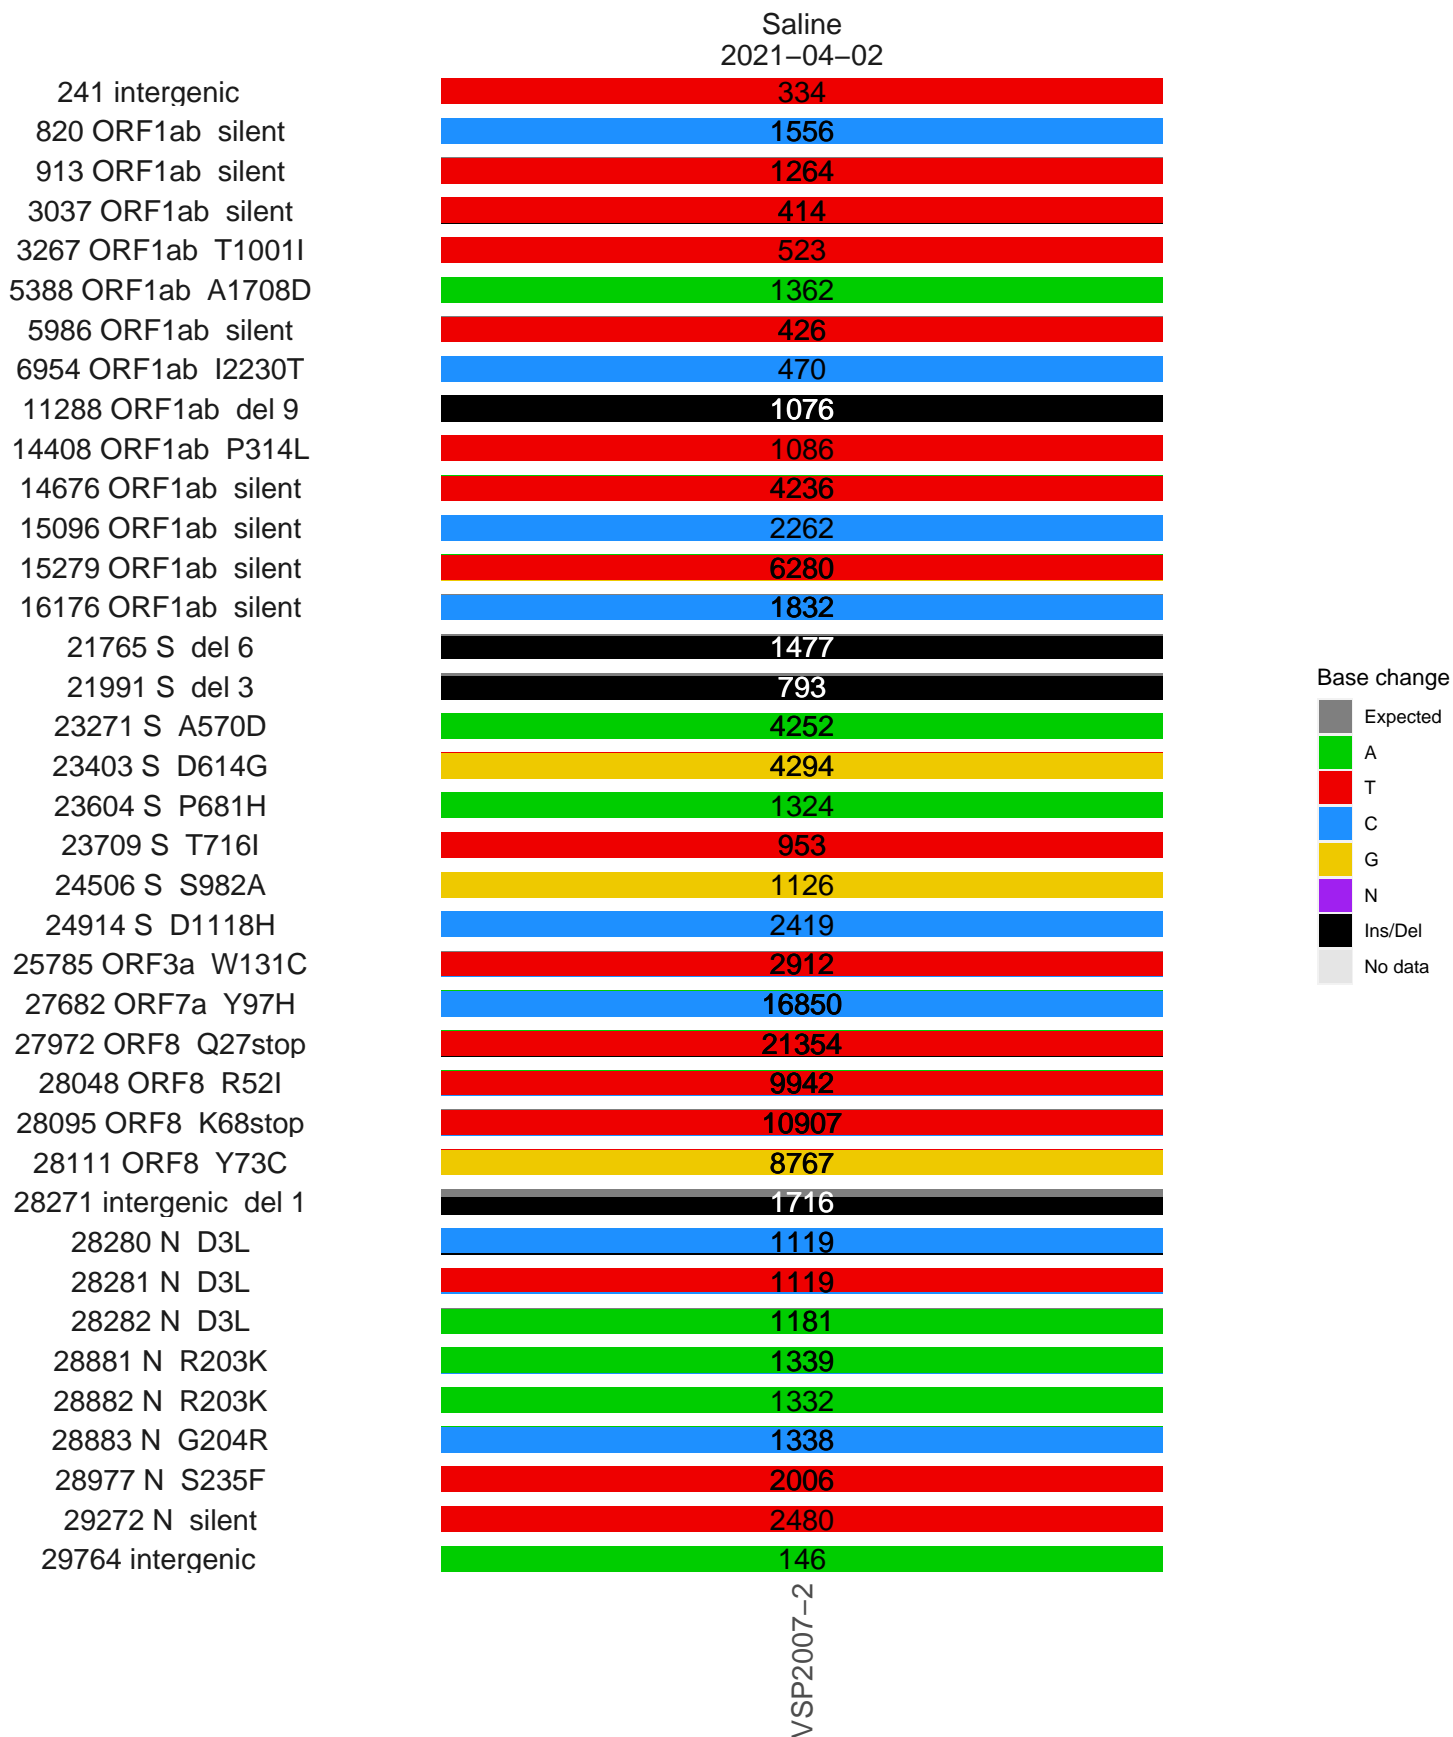 Saline
2021−04−02
241 intergenic 334
820 ORF1ab silent 1556
913 ORF1ab silent 1264
3037 ORF1ab silent 414
3267 ORF1ab T1001I 523
5388 ORF1ab A1708D 1362
5986 ORF1ab silent 426
6954 ORF1ab I2230T 470
11288 ORF1ab del 9 1076
14408 ORF1ab P314L 1086
14676 ORF1ab silent 4236
15096 ORF1ab silent 2262
15279 ORF1ab silent 6280
16176 ORF1ab silent 1832
21765 S del 6 1477
21991 S del 3 793
23271 S A570D 4252
23403 S D614G 4294
23604 S P681H 1324
23709 S T716I 953
24506 S S982A 1126
24914 S D1118H 2419
25785 ORF3a W131C 2912
27682 ORF7a Y97H 16850
27972 ORF8 Q27stop 21354
28048 ORF8 R52I 9942
28095 ORF8 K68stop 10907
28111 ORF8 Y73C 8767
28271 intergenic del 1 1716
28280 N D3L 1119
28281 N D3L 1119
28282 N D3L 1181
28881 N R203K 1339
28882 N R203K 1332
28883 N G204R 1338
28977 N S235F 2006
29272 N silent 2480
29764 intergenic 146
VSP2007−2
Base change
Expected
A
T
C
G
N
Ins/Del
No data